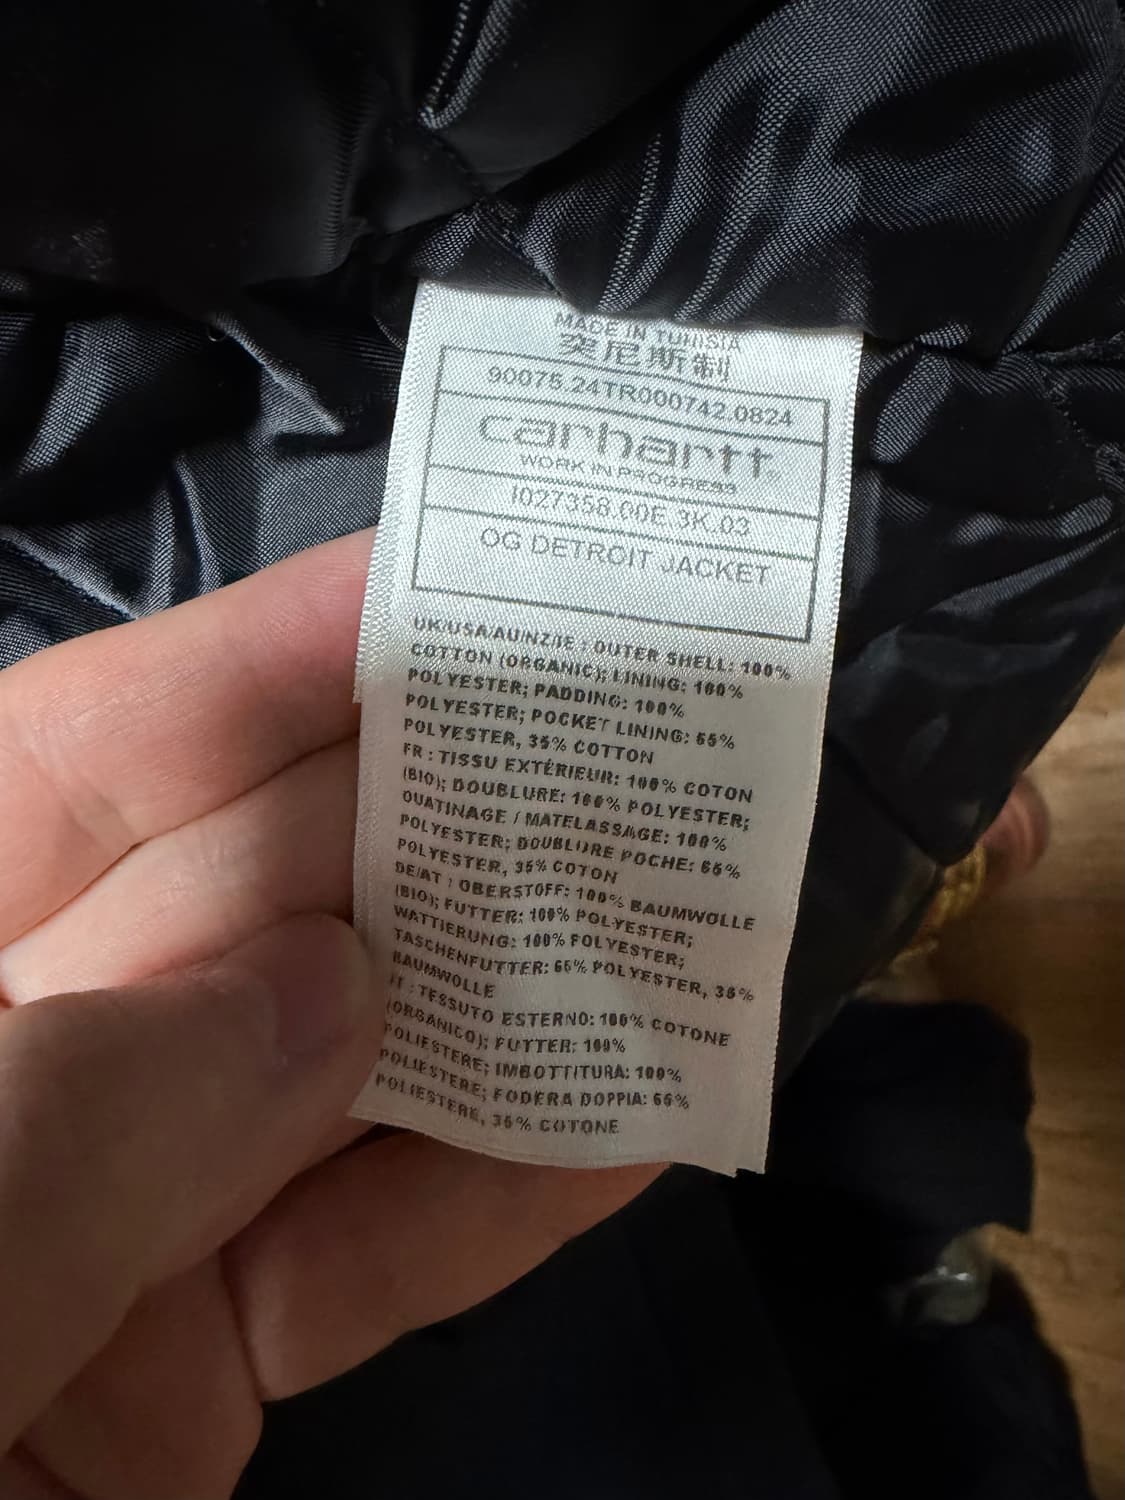 MADE IN TUNISIA
突尼斯制
90075.24TR000742.0824
carhartt®
WORK IN PROGRESS
I027358.00E.3K.03
OG DETROIT JACKET
UK/USA/AU/NZ/IE : OUTER SHELL: 100%
COTTON (ORGANIC); LINING: 100%
POLYESTER; PADDING: 100%
POLYESTER; POCKET LINING: 65%
POLYESTER, 35% COTTON
FR : TISSU EXTÉRIEUR: 100% COTON
(BIO); DOUBLURE: 100% POLYESTER;
OUATINAGE / MATELASSAGE: 100%
POLYESTER; DOUBLURE POCHE: 65%
POLYESTER, 35% COTON
DE/AT : OBERSTOFF: 100% BAUMWOLLE
(BIO); FUTTER: 100% POLYESTER;
WATTIERUNG: 100% POLYESTER;
TASCHENFUTTER: 65% POLYESTER, 35%
BAUMWOLLE
IT : TESSUTO ESTERNO: 100% COTONE
(ORGANICO); FUTTER: 100%
POLIESTERE; IMBOTTITURA: 100%
POLIESTERE; FODERA DOPPIA: 65%
POLIESTERE, 35% COTONE